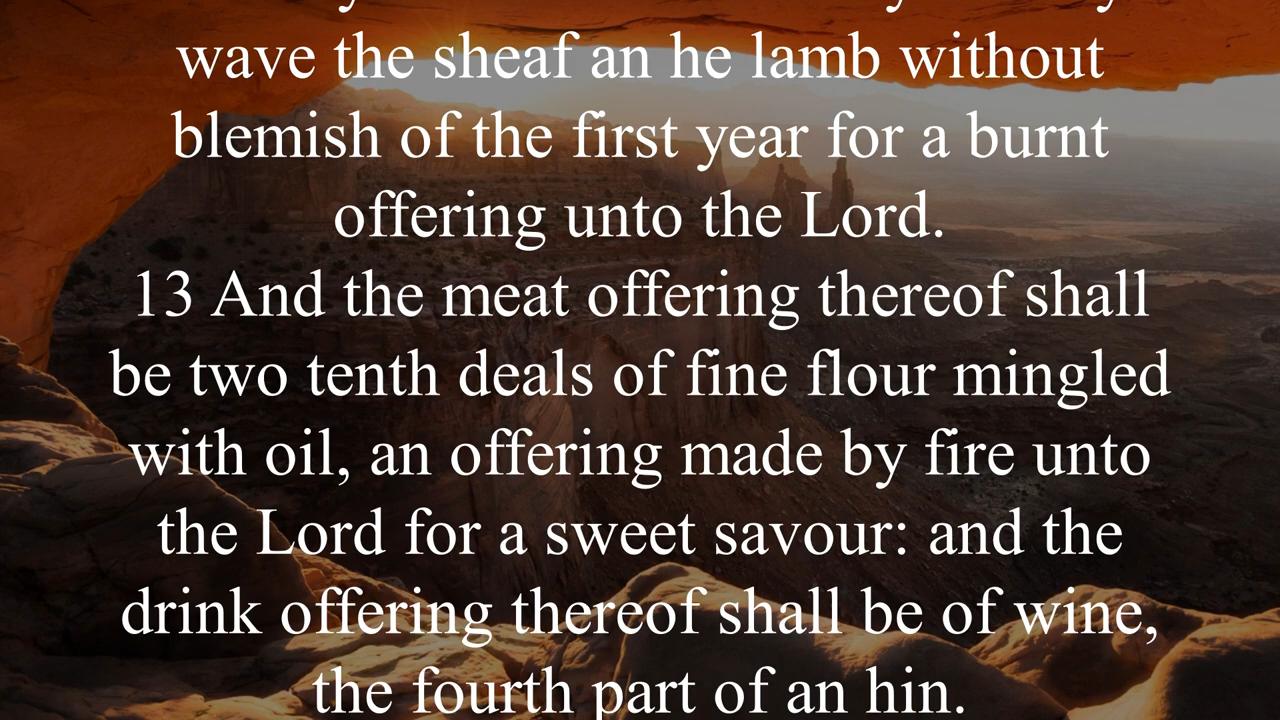 wave the sheaf an he lamb without
blemish of the first year for a burnt
offering unto the Lord.
13 And the meat offering thereof shall
be two tenth deals of fine flour mingled
with oil, an offering made by fire unto
the Lord for a sweet savour: and the
drink offering thereof shall be of wine,
the fourth part of an hin.